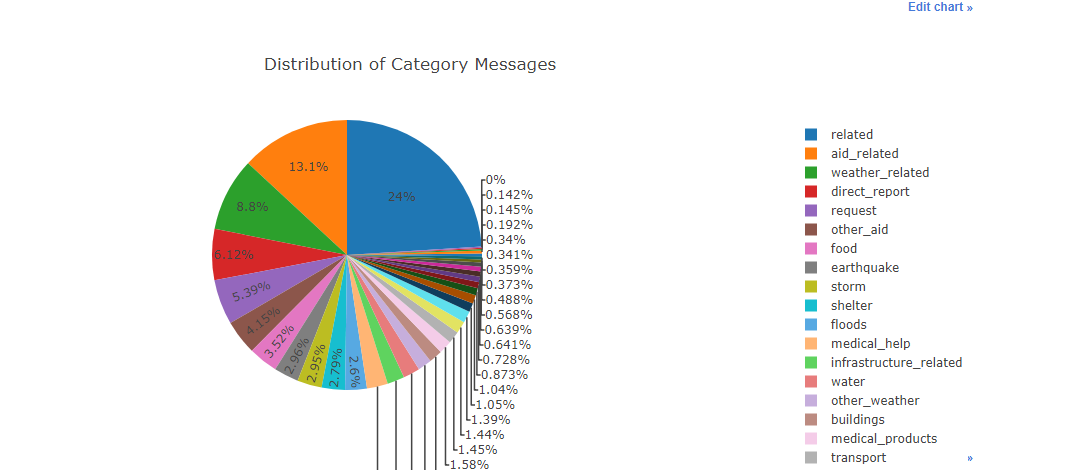 Edit chart »
Distribution of Category Messages
24%
13.1%
8.8%
6.12%
5.39%
4.15%
3.52%
2.96%
2.95%
2.79%
2.6%
0%
0.142%
0.145%
0.192%
0.34%
0.341%
0.359%
0.373%
0.488%
0.568%
0.639%
0.641%
0.728%
0.873%
1.04%
1.05%
1.39%
1.44%
1.45%
1.58%
related
aid_related
weather_related
direct_report
request
other_aid
food
earthquake
storm
shelter
floods
medical_help
infrastructure_related
water
other_weather
buildings
medical_products
transport »